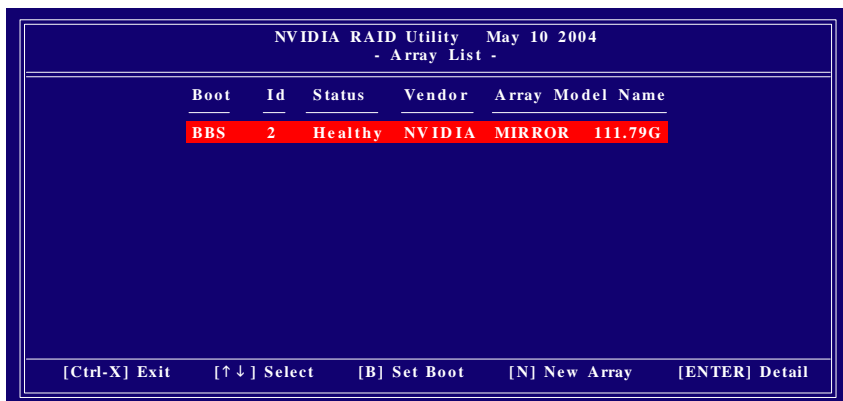 NVIDIA RAID Utility May 10 2004
- Array List -
Boot Id Status Vendor Array Model Name
BBS 2 Healthy NVIDIA MIRROR 111.79G
[Ctrl-X] Exit [↑↓] Select [B] Set Boot [N] New Array [ENTER] Detail